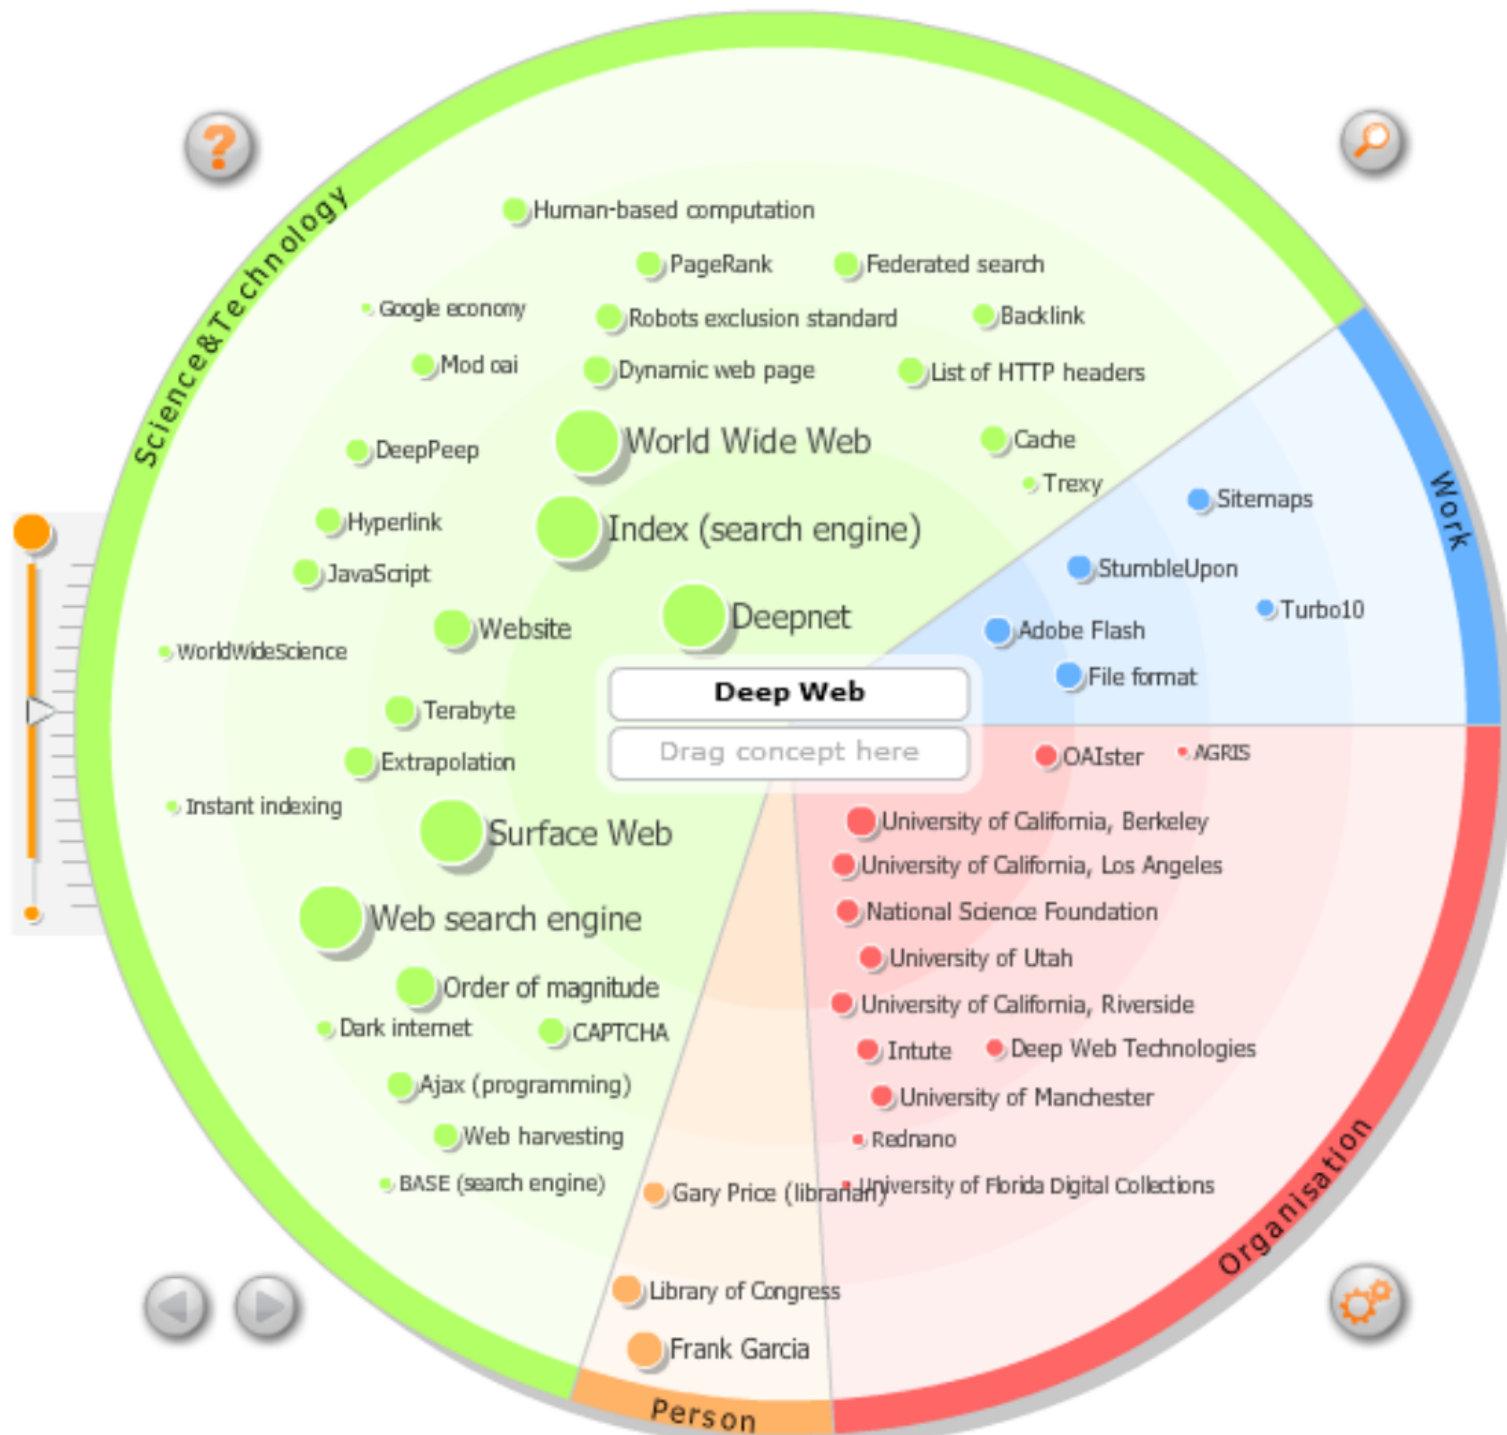 ?
Human-based computation
PageRank
Federated search
Google economy
Robots exclusion standard
Backlink
Mod oai
Dynamic web page
List of HTTP headers
World Wide Web
Cache
DeepPeep
Trexy
Hyperlink
Index (search engine)
JavaScript
Website
Deepnet
WorldWideScience
Terabyte
Extrapolation
Instant indexing
Surface Web
Web search engine
Order of magnitude
Dark internet
CAPTCHA
Ajax (programming)
Web harvesting
BASE (search engine)
Science&Technology
Sitemaps
StumbleUpon
Turbo10
Adobe Flash
File format
Work
Deep Web
Drag concept here
OAIster
AGRIS
University of California, Berkeley
University of California, Los Angeles
National Science Foundation
University of Utah
University of California, Riverside
Intute
Deep Web Technologies
University of Manchester
Rednano
University of Florida Digital Collections
Organisation
Gary Price (librarian)
Library of Congress
Frank Garcia
Person